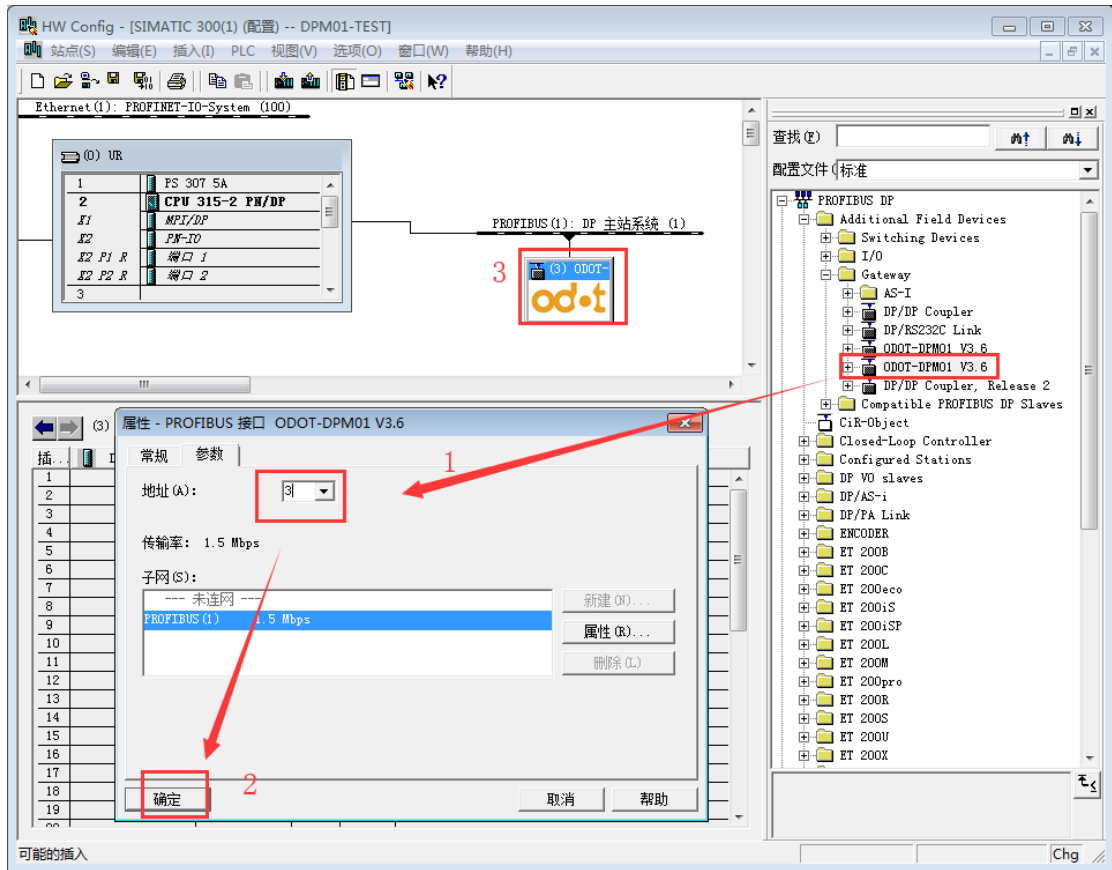 HW Config - [SIMATIC 300(1) (配置) -- DPM01-TEST]
站点(S) 编辑(E) 插入(I) PLC 视图(V) 选项(O) 窗口(W) 帮助(H)
Ethernet(1): PROFINET-IO-System (100)
(0) UR
1 PS 307 5A
2 CPU 315-2 PN/DP
X1 MPI/DP
X2 PN-IO
X2 P1 R 端口 1
X2 P2 R 端口 2
3
PROFIBUS(1): DP 主站系统 (1)
3
(3) ODOT-
odot
查找(F)
配置文件(
标准
PROFIBUS DP
Additional Field Devices
Switching Devices
I/O
Gateway
AS-I
DP/DP Coupler
DP/RS232C Link
ODOT-DPM01 V3.6
ODOT-DPM01 V3.6
DP/DP Coupler, Release 2
Compatible PROFIBUS DP Slaves
CiR-Object
Closed-Loop Controller
Configured Stations
DP V0 slaves
DP/AS-i
DP/PA Link
ENCODER
ET 200B
ET 200C
ET 200eco
ET 200iS
ET 200iSP
ET 200L
ET 200M
ET 200pro
ET 200R
ET 200S
ET 200U
ET 200X
(3)
插...
1
2
3
4
5
6
7
8
9
10
11
12
13
14
15
16
17
18
19
属性 - PROFIBUS 接口 ODOT-DPM01 V3.6
常规 参数
1
地址(A): 3
传输率: 1.5 Mbps
子网(S):
--- 未连网 ---
PROFIBUS(1) 1.5 Mbps
新建(N)...
属性(R)...
删除(L)
2
确定 取消 帮助
可能的插入
Chg